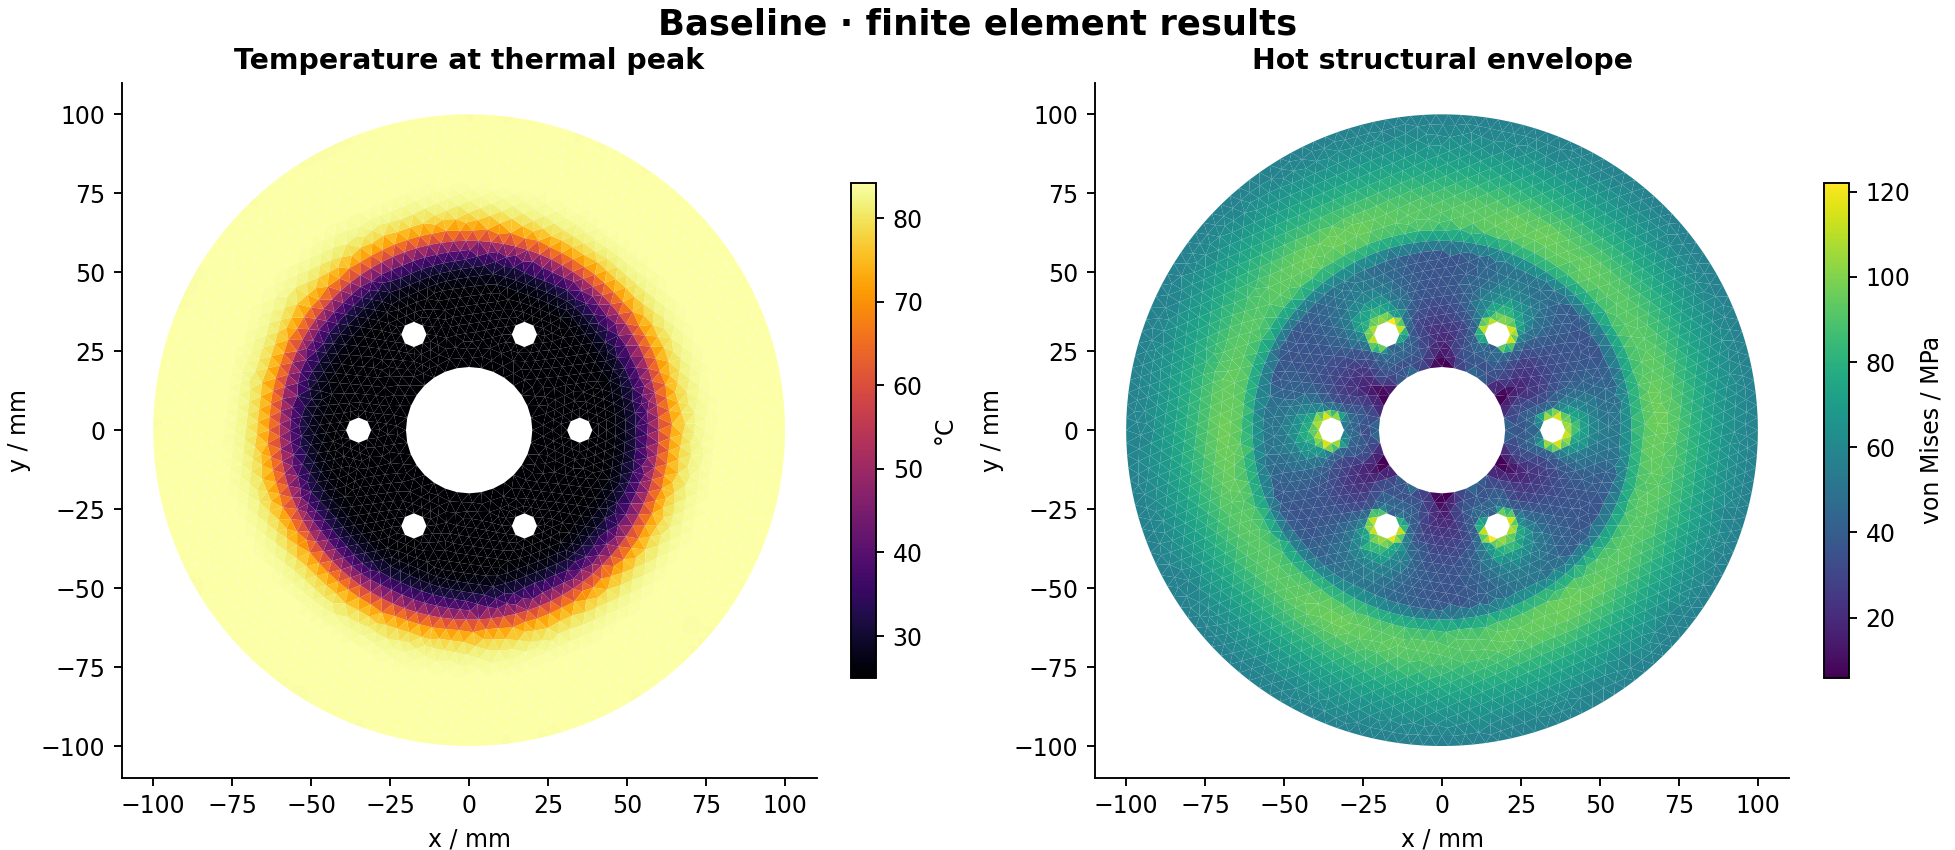 Baseline · finite element results
Temperature at thermal peak
100
75
50
25
0
−25
−50
−75
−100
y / mm
−100 −75 −50 −25 0 25 50 75 100
x / mm
80
70
60
50
40
30
°C
Hot structural envelope
100
75
50
25
0
−25
−50
−75
−100
y / mm
−100 −75 −50 −25 0 25 50 75 100
x / mm
120
100
80
60
40
20
von Mises / MPa